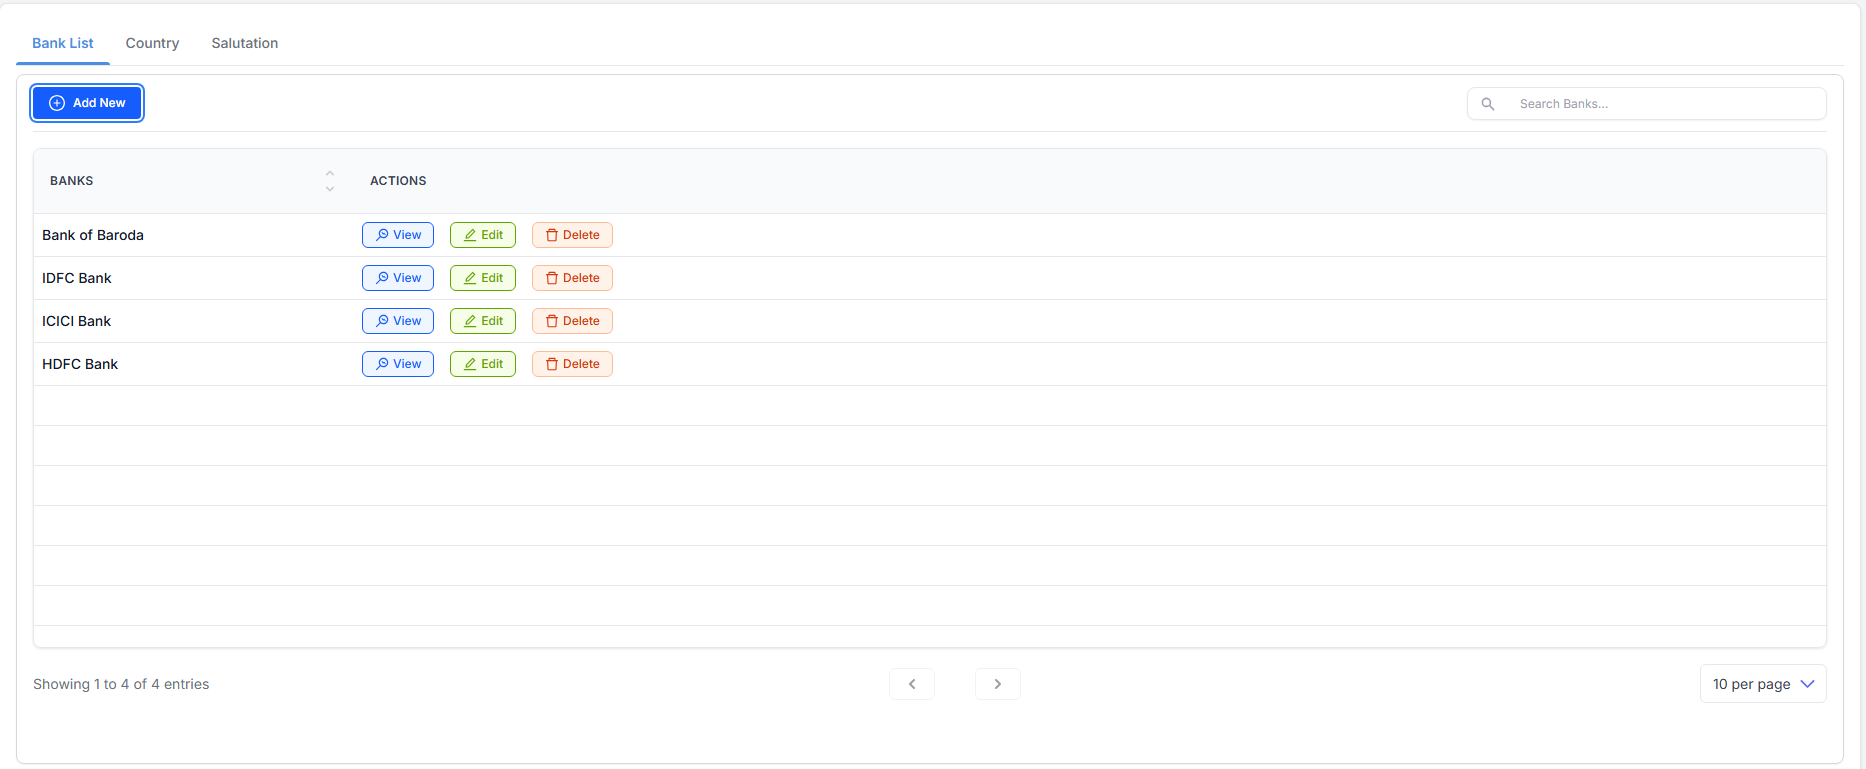 Bank List Country Salutation
Add New Search Banks...
BANKS ACTIONS
Bank of Baroda View Edit Delete
IDFC Bank View Edit Delete
ICICI Bank View Edit Delete
HDFC Bank View Edit Delete
Showing 1 to 4 of 4 entries 10 per page